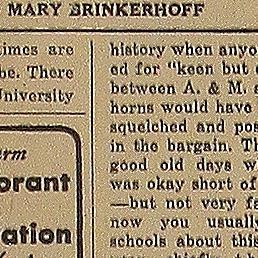 MARY BRINKERHOFF
times are
be. There
University
orant
ation
history when anyo
ed for "keen but
between A. & M.
horns would have
squelched and pos
in the bargain. Th
good old days w
was okay short of
—but not very fa
now you usually
schools about this